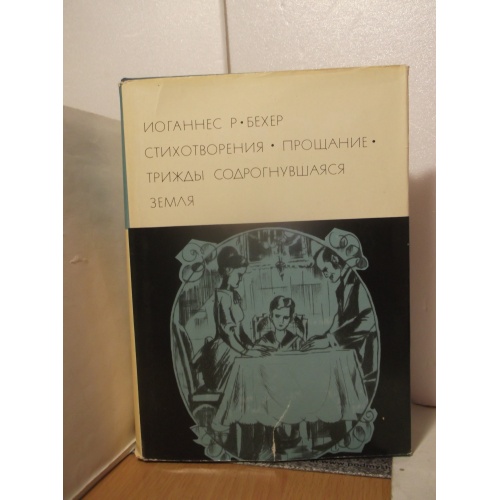 ИОГАННЕС Р • БЕХЕР
СТИХОТВОРЕНИЯ • ПРОЩАНИЕ •
ТРИЖДЫ СОДРОГНУВШАЯСЯ
ЗЕМЛЯ